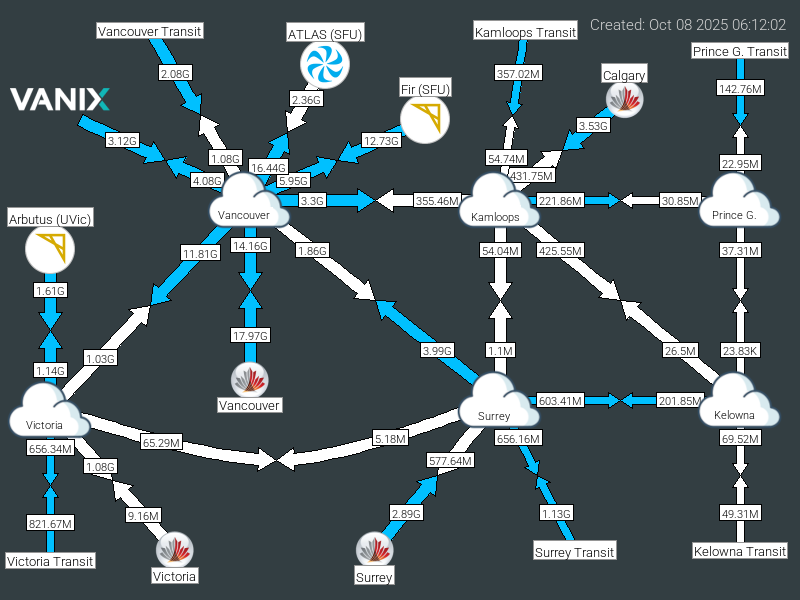 Created: Oct 08 2025 06:12:02
Vancouver Transit
ATLAS (SFU)
Kamloops Transit
Prince G. Transit
2.08G
357.02M
Calgary
142.76M
VANIX
2.36G
Fir (SFU)
3.12G
12.73G
3.53G
1.08G
16.44G
54.74M
22.95M
4.08G
5.95G
431.75M
3.3G
355.46M
221.86M
30.85M
Arbutus (UVic)
Vancouver
Kamloops
Prince G.
11.81G
14.16G
1.86G
54.04M
425.55M
37.31M
1.61G
17.97G
1.14G
1.03G
3.99G
1.1M
26.5M
23.83K
Vancouver
603.41M
201.85M
Victoria
Surrey
Kelowna
656.34M
65.29M
5.18M
656.16M
69.52M
1.08G
577.64M
821.67M
9.16M
2.89G
1.13G
49.31M
Victoria Transit
Victoria
Surrey
Surrey Transit
Kelowna Transit